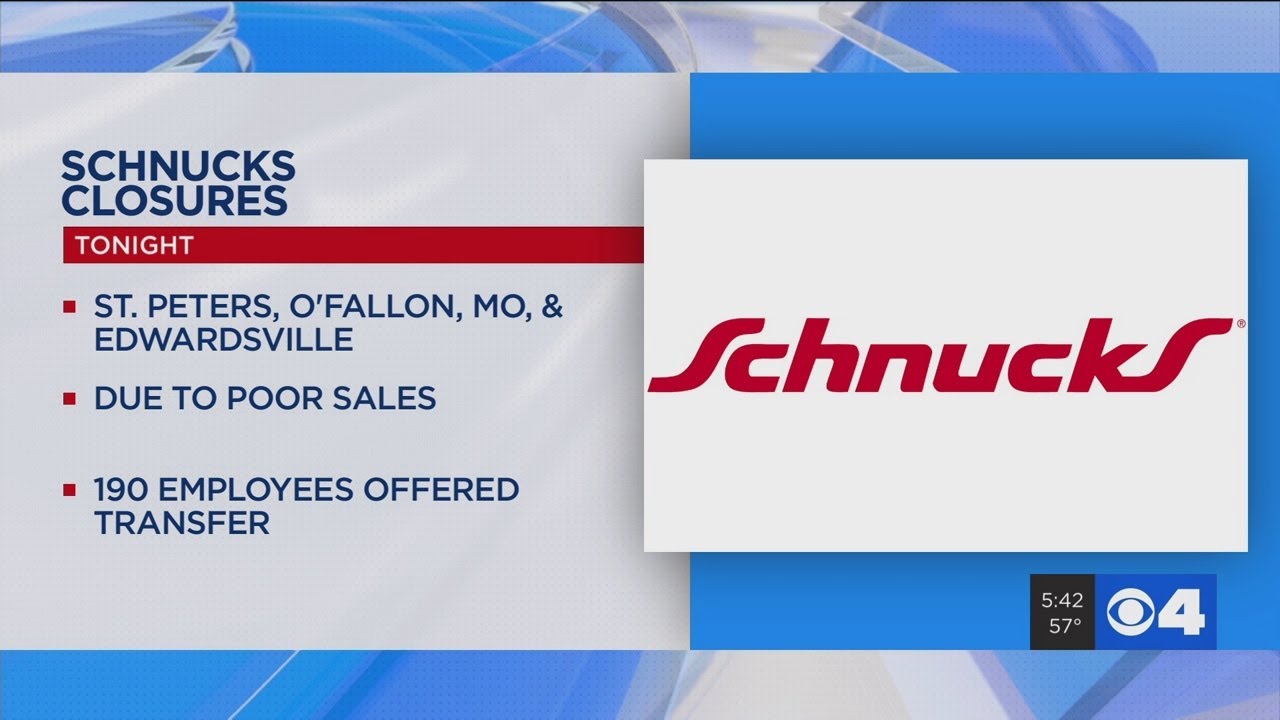 SCHNUCKS
CLOSURES
TONIGHT
ST. PETERS, O'FALLON, MO, &
EDWARDSVILLE
DUE TO POOR SALES
190 EMPLOYEES OFFERED
TRANSFER
Schnucks®
5:42
57°
4